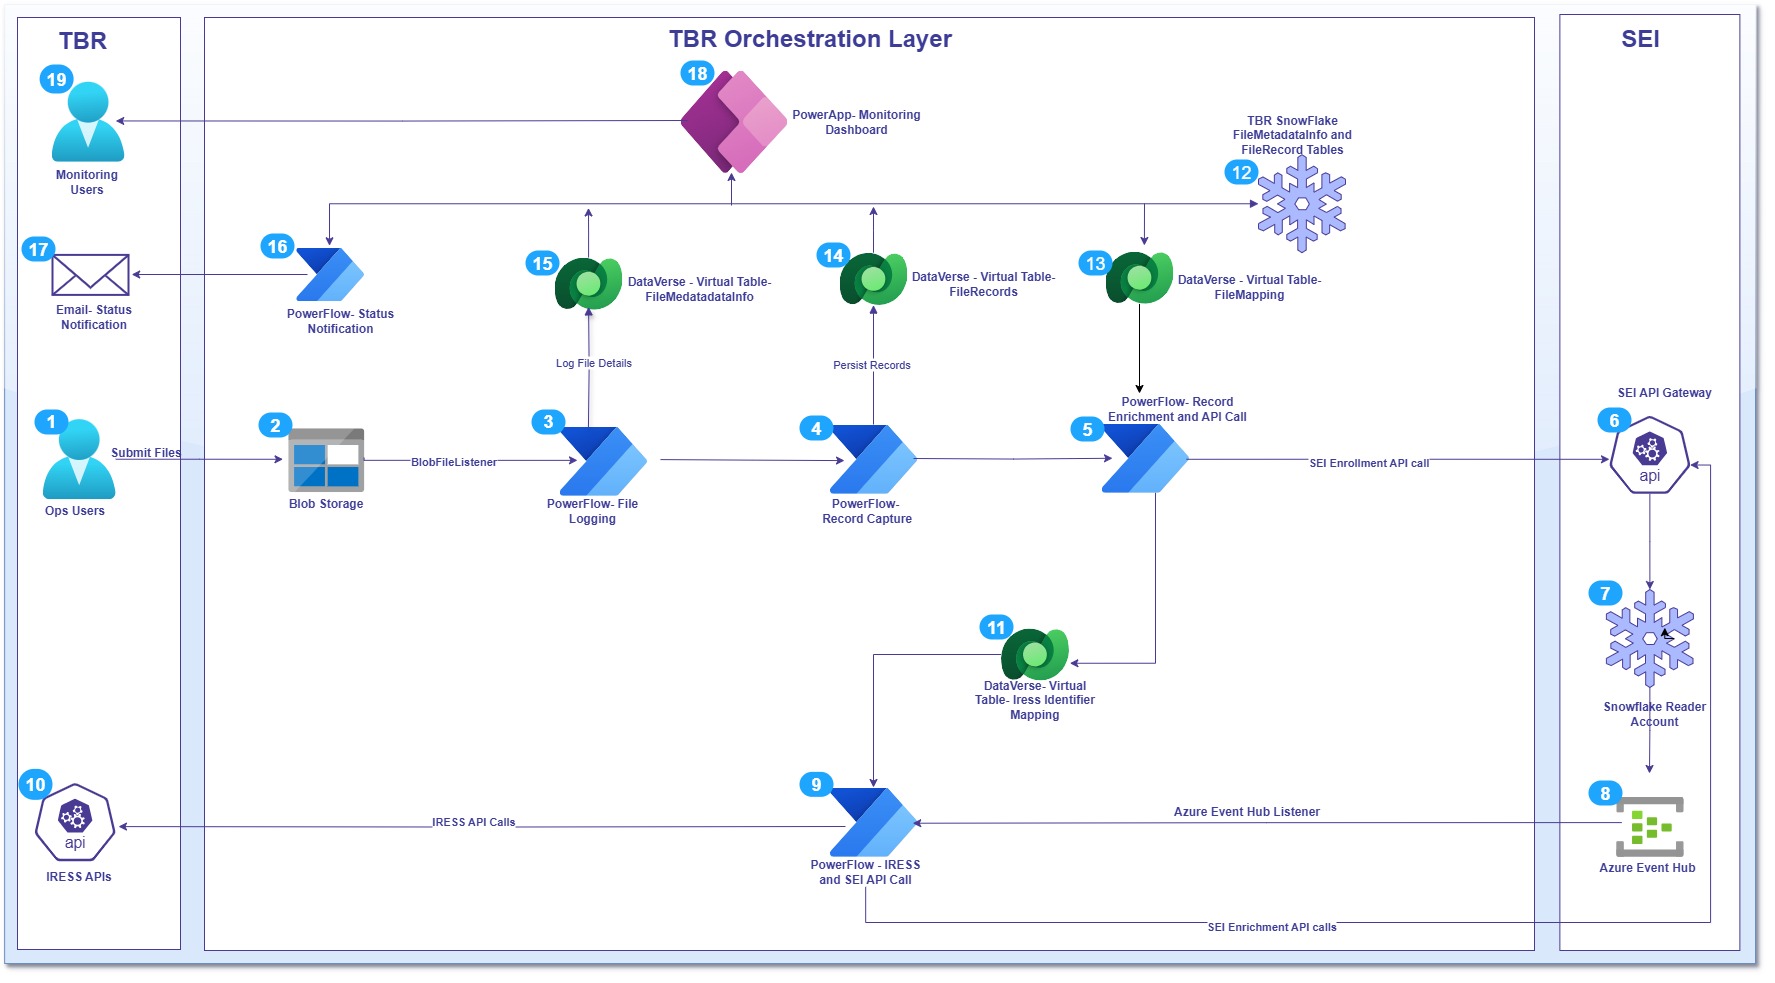 TBR
TBR Orchestration Layer
SEI
19
Monitoring
Users
18
PowerApp- Monitoring
Dashboard
TBR SnowFlake
FileMetadataInfo and
FileRecord Tables
12
17
Email- Status
Notification
16
PowerFlow- Status
Notification
15
DataVerse - Virtual Table-
FileMedatadataInfo
14
DataVerse - Virtual Table-
FileRecords
13
DataVerse - Virtual Table-
FileMapping
Log File Details
Persist Records
1
Submit Files
Ops Users
2
Blob Storage
BlobFileListener
3
PowerFlow- File
Logging
4
PowerFlow-
Record Capture
PowerFlow- Record
Enrichment and API Call
5
SEI Enrollment API call
SEI API Gateway
6
api
7
Snowflake Reader
Account
11
DataVerse- Virtual
Table- Iress Identifier
Mapping
10
api
IRESS APIs
IRESS API Calls
9
PowerFlow - IRESS
and SEI API Call
Azure Event Hub Listener
8
Azure Event Hub
SEI Enrichment API calls